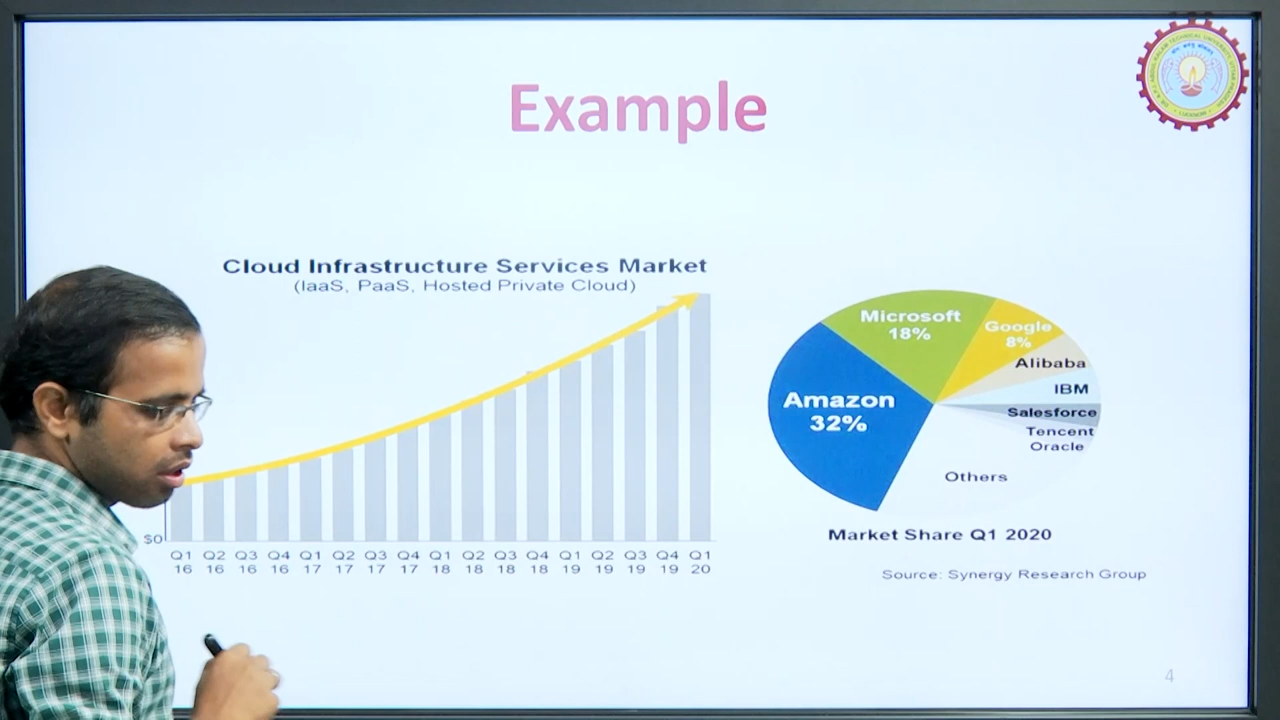 Example
Cloud Infrastructure Services Market
(IaaS, PaaS, Hosted Private Cloud)
$0
Q1 Q2 Q3 Q4 Q1 Q2 Q3 Q4 Q1 Q2 Q3 Q4 Q1 Q2 Q3 Q4 Q1
16 16 16 16 17 17 17 17 18 18 18 18 19 19 19 19 20
Microsoft
18%
Google
8%
Alibaba
IBM
Amazon
32%
Salesforce
Tencent
Oracle
Others
Market Share Q1 2020
Source: Synergy Research Group
4